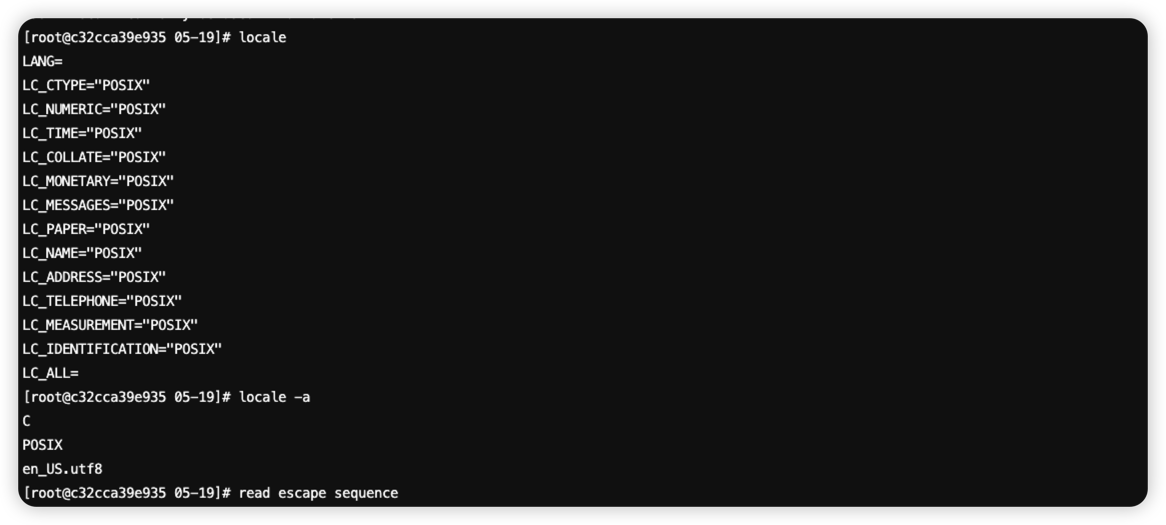 [root@c32cca39e935 05-19]# locale
LANG=
LC_CTYPE="POSIX"
LC_NUMERIC="POSIX"
LC_TIME="POSIX"
LC_COLLATE="POSIX"
LC_MONETARY="POSIX"
LC_MESSAGES="POSIX"
LC_PAPER="POSIX"
LC_NAME="POSIX"
LC_ADDRESS="POSIX"
LC_TELEPHONE="POSIX"
LC_MEASUREMENT="POSIX"
LC_IDENTIFICATION="POSIX"
LC_ALL=
[root@c32cca39e935 05-19]# locale -a
C
POSIX
en_US.utf8
[root@c32cca39e935 05-19]# read escape sequence